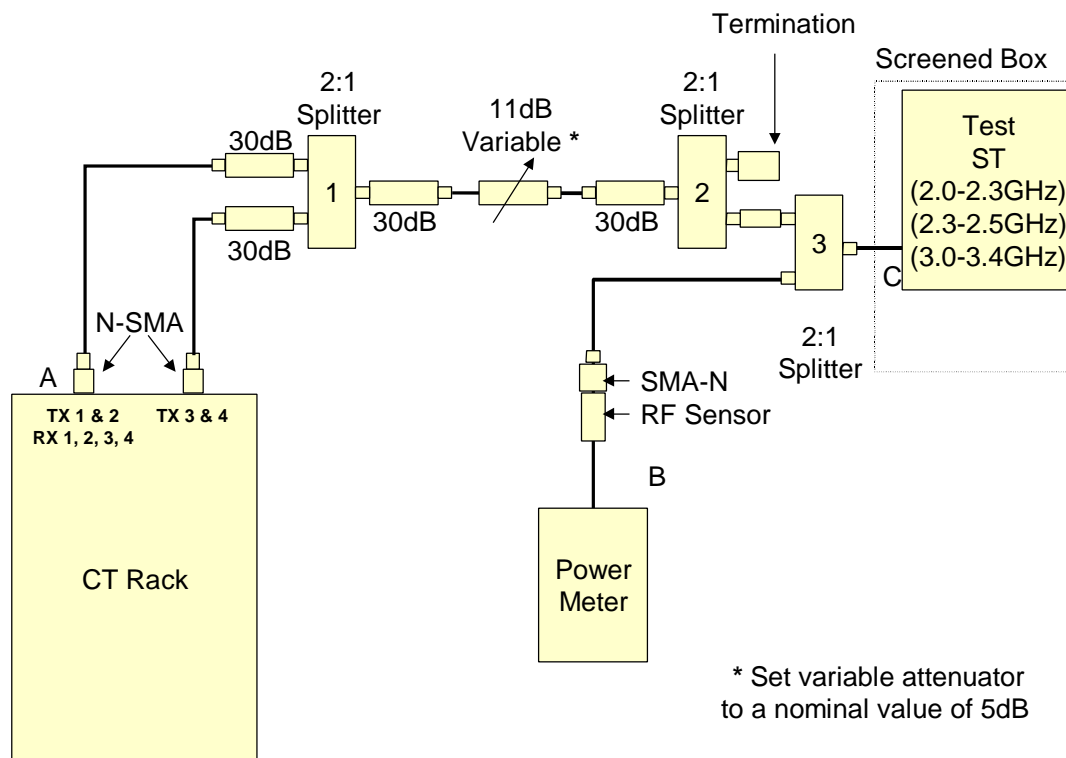 Termination
Screened Box
2:1
Splitter
11dB
Variable *
2:1
Splitter
30dB
1
30dB
30dB
30dB
2
3
Test
ST
(2.0-2.3GHz)
(2.3-2.5GHz)
(3.0-3.4GHz)
C
N-SMA
A
2:1
Splitter
SMA-N
RF Sensor
TX 1 & 2
RX 1, 2, 3, 4
TX 3 & 4
B
CT Rack
Power
Meter
* Set variable attenuator
to a nominal value of 5dB